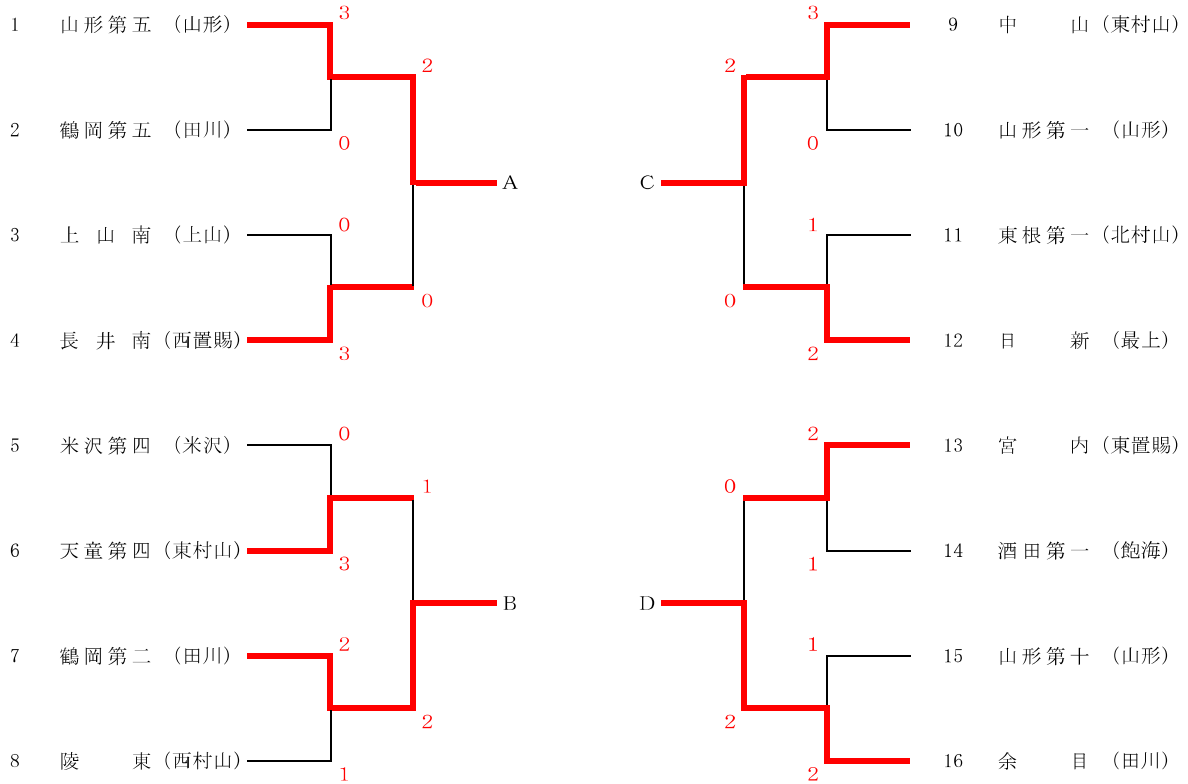 1 山形第五 (山形)
3
2
2 鶴岡第五 (田川)
0
A
3 上山南 (上山)
0
0
4 長井南 (西置賜)
3
5 米沢第四 (米沢)
0
1
6 天童第四 (東村山)
3
B
7 鶴岡第二 (田川)
2
2
8 陵東 (西村山)
1
3
9 中山 (東村山)
2
0
10 山形第一 (山形)
C
1
11 東根第一 (北村山)
0
2
12 日新 (最上)
2
13 宮内 (東置賜)
0
1
14 酒田第一 (飽海)
D
1
15 山形第十 (山形)
2
2
16 余目 (田川)